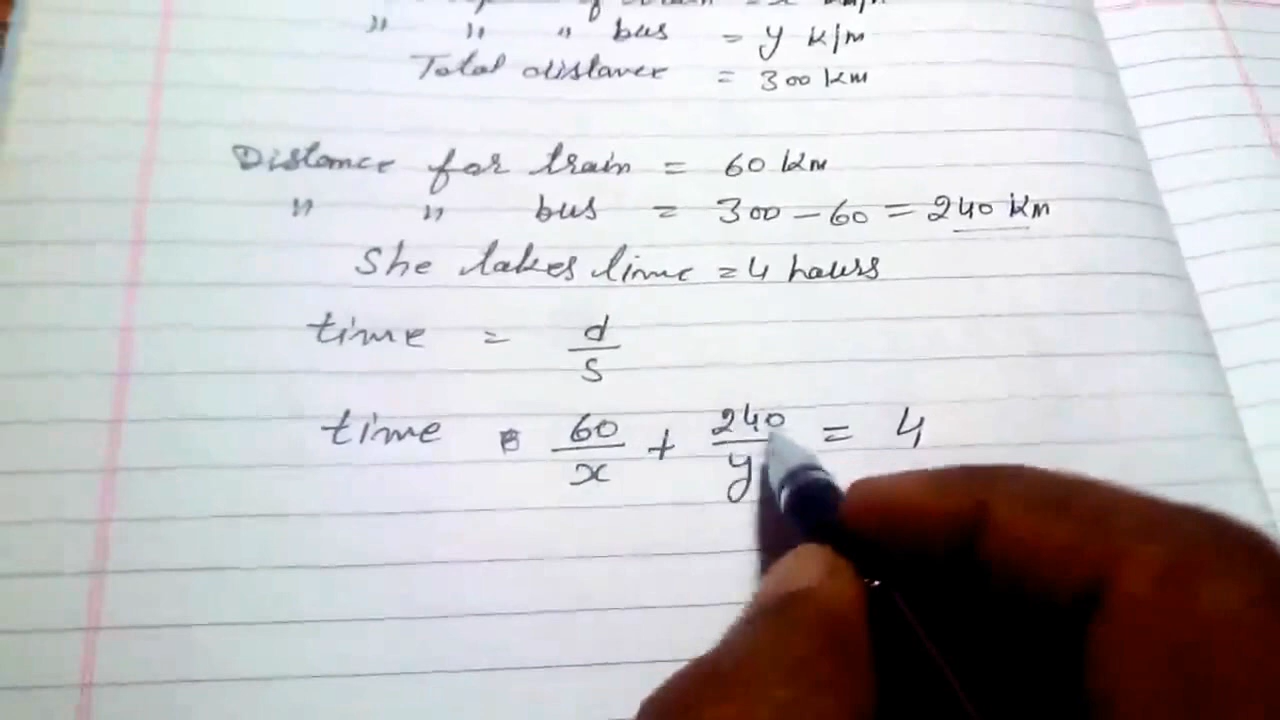 " " " bus = y k/m
Total distance = 300 km
Distance for train = 60 km
" " bus = 300 - 60 = 240 km
She takes time = 4 hours
time = d/s
time 60/x + 240/y = 4